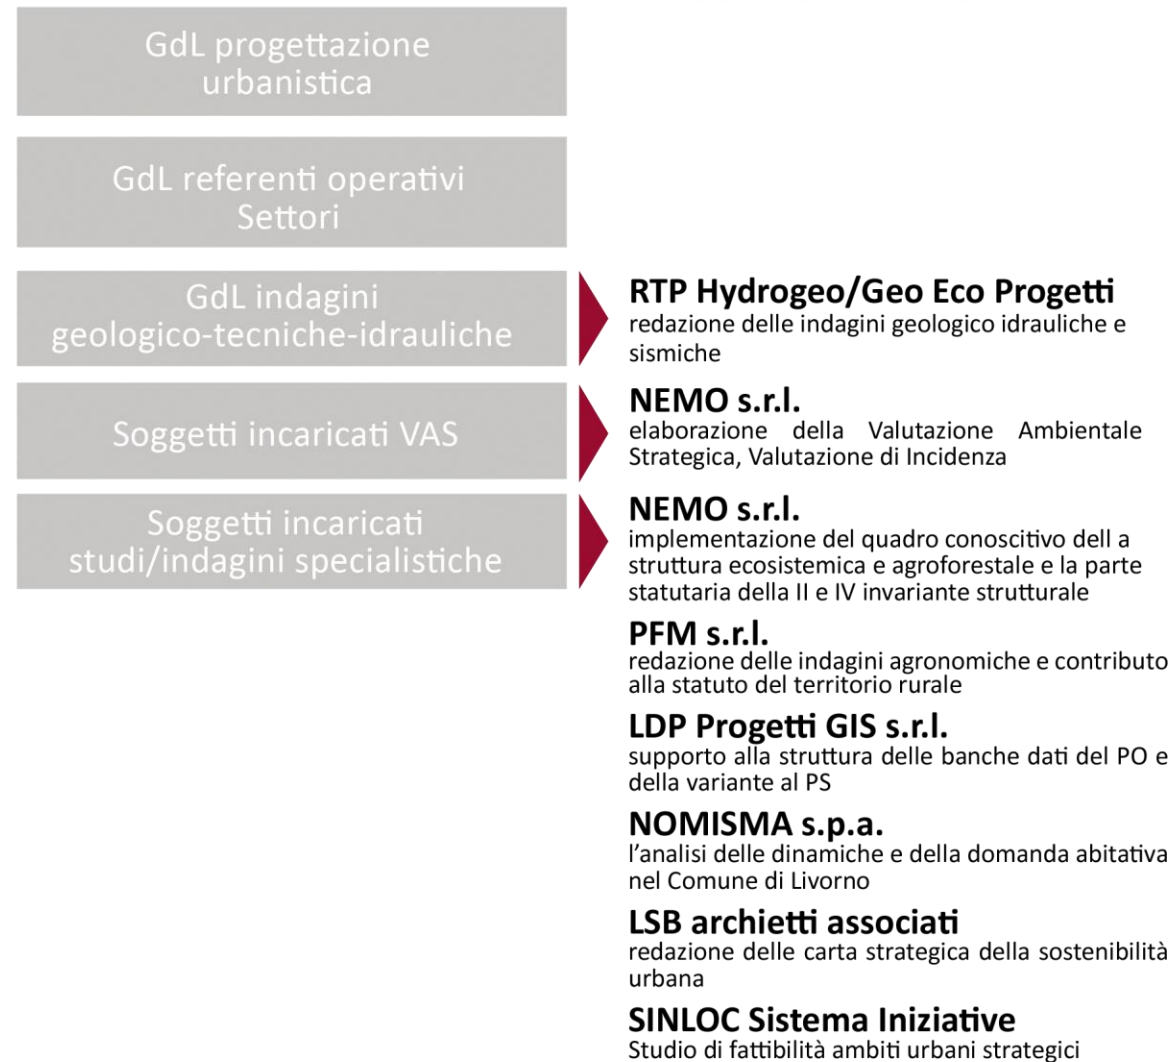 GdL progettazione
urbanistica
GdL referenti operativi
Settori
GdL indagini
geologico-tecniche-idrauliche
RTP Hydrogeo/Geo Eco Progetti
redazione delle indagini geologico idrauliche e
sismiche
Soggetti incaricati VAS
NEMO s.r.l.
elaborazione della Valutazione Ambientale
Strategica, Valutazione di Incidenza
Soggetti incaricati
studi/indagini specialistiche
NEMO s.r.l.
implementazione del quadro conoscitivo dell a
struttura ecosistemica e agroforestale e la parte
statutaria della II e IV invariante strutturale
PFM s.r.l.
redazione delle indagini agronomiche e contributo
alla statuto del territorio rurale
LDP Progetti GIS s.r.l.
supporto alla struttura delle banche dati del PO e
della variante al PS
NOMISMA s.p.a.
l’analisi delle dinamiche e della domanda abitativa
nel Comune di Livorno
LSB archietti associati
redazione delle carta strategica della sostenibilità
urbana
SINLOC Sistema Iniziative
Studio di fattibilità ambiti urbani strategici